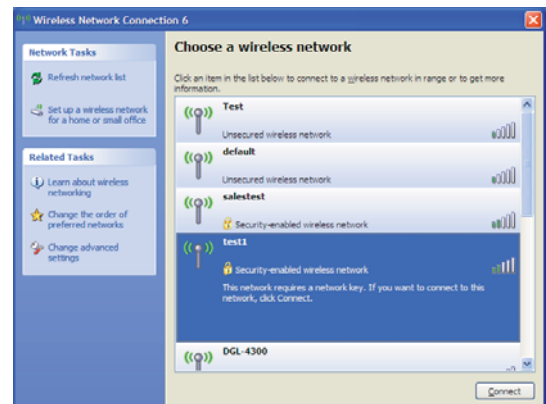 Wireless Network Connection 6
Network Tasks
Refresh network list
Set up a wireless network
for a home or small office
Related Tasks
Learn about wireless
networking
Change the order of
preferred networks
Change advanced
settings
Choose a wireless network
Click an item in the list below to connect to a wireless network in range or to get more
information.
Test
Unsecured wireless network
default
Unsecured wireless network
salestest
Security-enabled wireless network
test1
Security-enabled wireless network
This network requires a network key. If you want to connect to this
network, click Connect.
DGL-4300
Connect